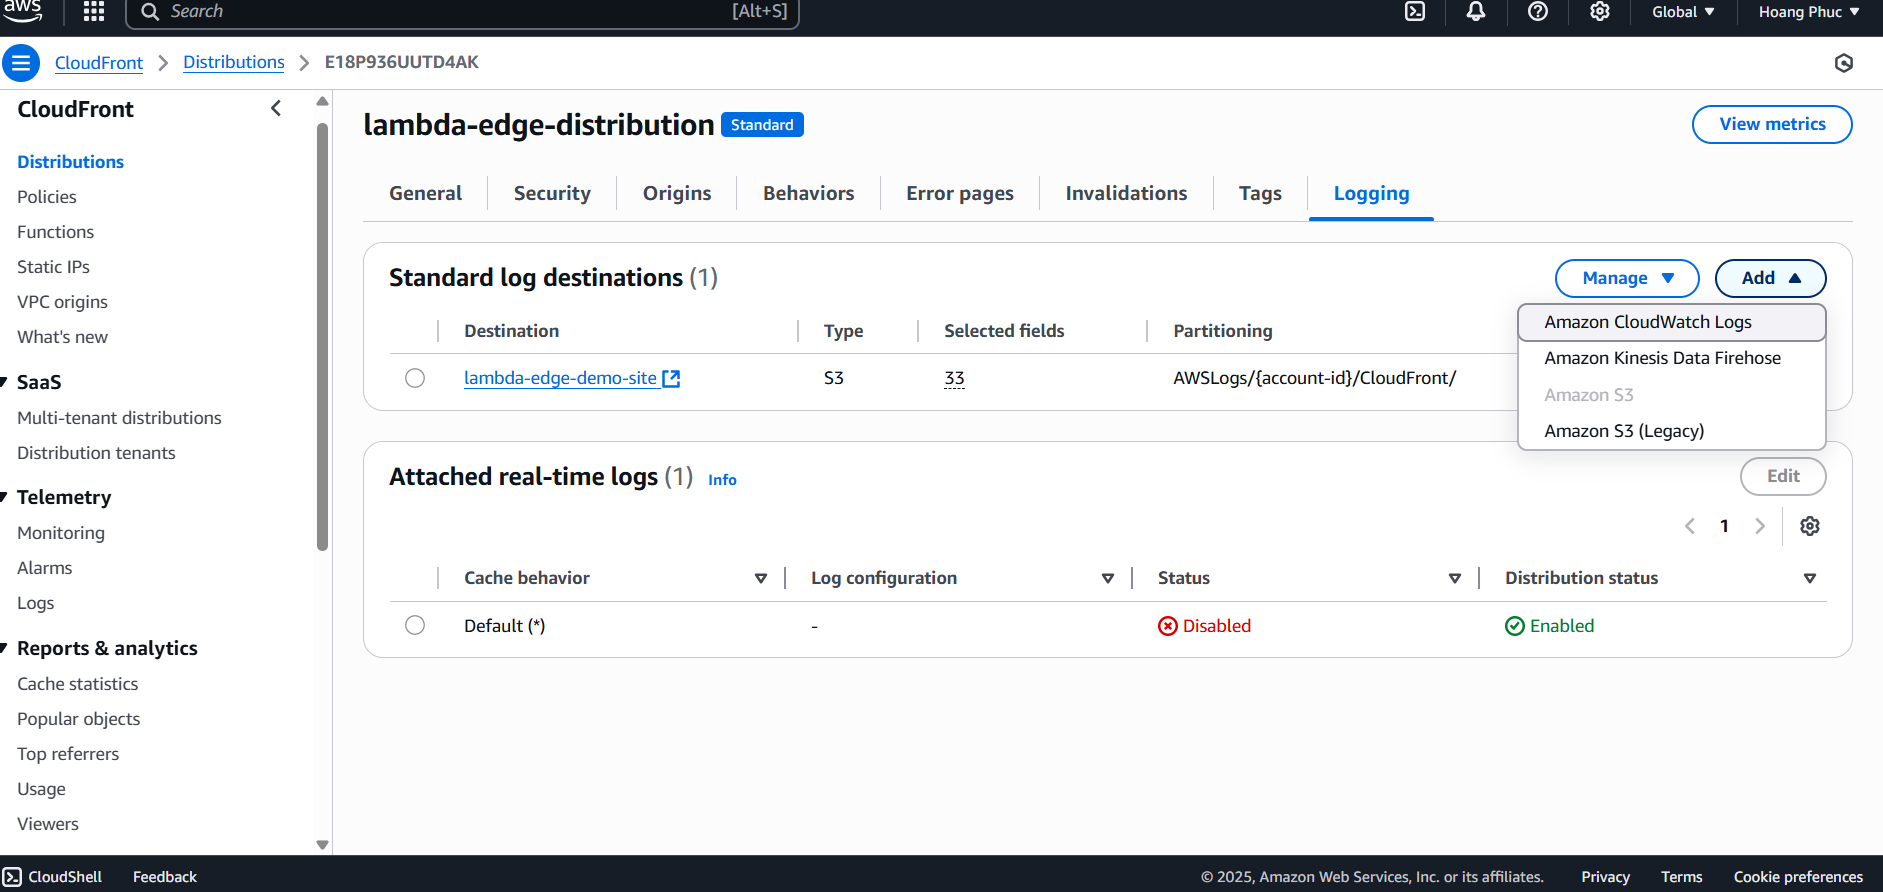 aws
Search
[Alt+S]
Global
Hoang Phuc
CloudFront
Distributions
E18P936UUTD4AK
CloudFront
Distributions
Policies
Functions
Static IPs
VPC origins
What's new
SaaS
Multi-tenant distributions
Distribution tenants
Telemetry
Monitoring
Alarms
Logs
Reports & analytics
Cache statistics
Popular objects
Top referrers
Usage
Viewers
lambda-edge-distribution
Standard
View metrics
General
Security
Origins
Behaviors
Error pages
Invalidations
Tags
Logging
Standard log destinations (1)
Manage
Add
Amazon CloudWatch Logs
Amazon Kinesis Data Firehose
Amazon S3
Amazon S3 (Legacy)
Destination
Type
Selected fields
Partitioning
lambda-edge-demo-site
S3
33
AWSLogs/{account-id}/CloudFront/
Attached real-time logs (1)
Info
Edit
1
Cache behavior
Log configuration
Status
Distribution status
Default (*)
-
Disabled
Enabled
CloudShell
Feedback
© 2025, Amazon Web Services, Inc. or its affiliates.
Privacy
Terms
Cookie preferences